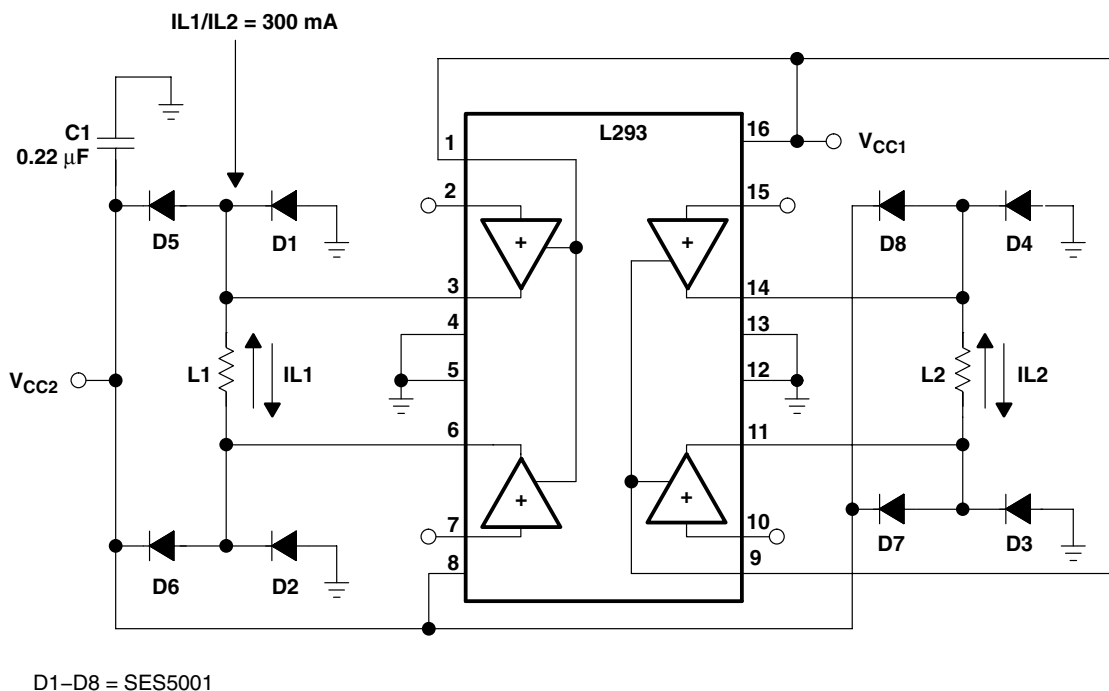 IL1/IL2 = 300 mA
C1
0.22 μF
L293
1
16
VCC1
2
15
D5
D1
D8
D4
3
14
4
13
VCC2
L1
IL1
5
12
L2
IL2
6
11
7
10
D6
D2
8
9
D7
D3
+
+
+
+
D1–D8 = SES5001